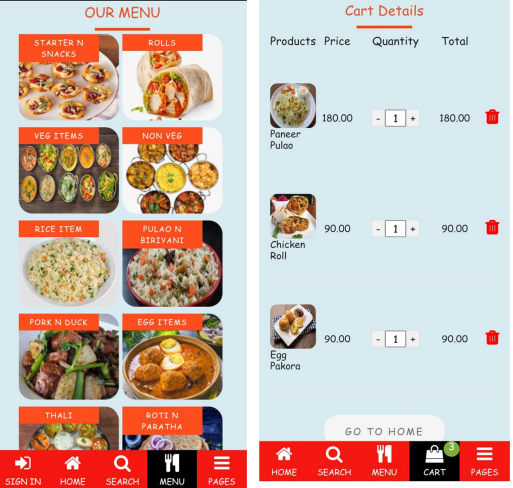 OUR MENU
STARTER N
SNACKS
ROLLS
VEG ITEMS
NON VEG
RICE ITEM
PULAO N
BIRIYANI
PORK N DUCK
EGG ITEMS
THALI
ROTI N
PARATHA
SIGN IN
HOME
SEARCH
MENU
PAGES
Cart Details
Products Price Quantity Total
180.00 - 1 + 180.00
Paneer
Pulao
90.00 - 1 + 90.00
Chicken
Roll
90.00 - 1 + 90.00
Egg
Pakora
GO TO HOME
3
HOME
SEARCH
MENU
CART
PAGES